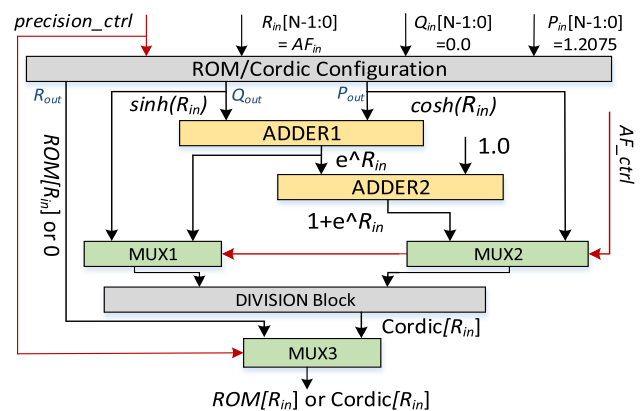 precision_ctrl
R_in[N-1:0]
= AF_in
Q_in[N-1:0]
=0.0
P_in[N-1:0]
=1.2075
ROM/Cordic Configuration
R_out
sinh(R_in)
Q_out
P_out
cosh(R_in)
ADDER1
e^R_in
1.0
ADDER2
1+e^R_in
ROM[R_in] or 0
AF_ctrl
MUX1
MUX2
DIVISION Block
Cordic[R_in]
MUX3
ROM[R_in] or Cordic[R_in]